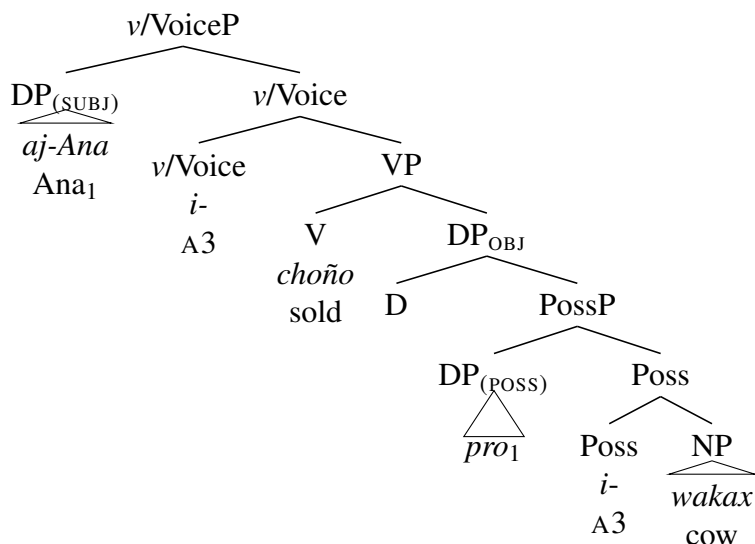 v/VoiceP
DP(SUBJ) v/Voice
aj-Ana v/Voice VP
Ana1 i- V DPOBJ
A3 choño
sold D PossP
DP(POSS) Poss
pro1 Poss NP
i- wakax
A3 cow